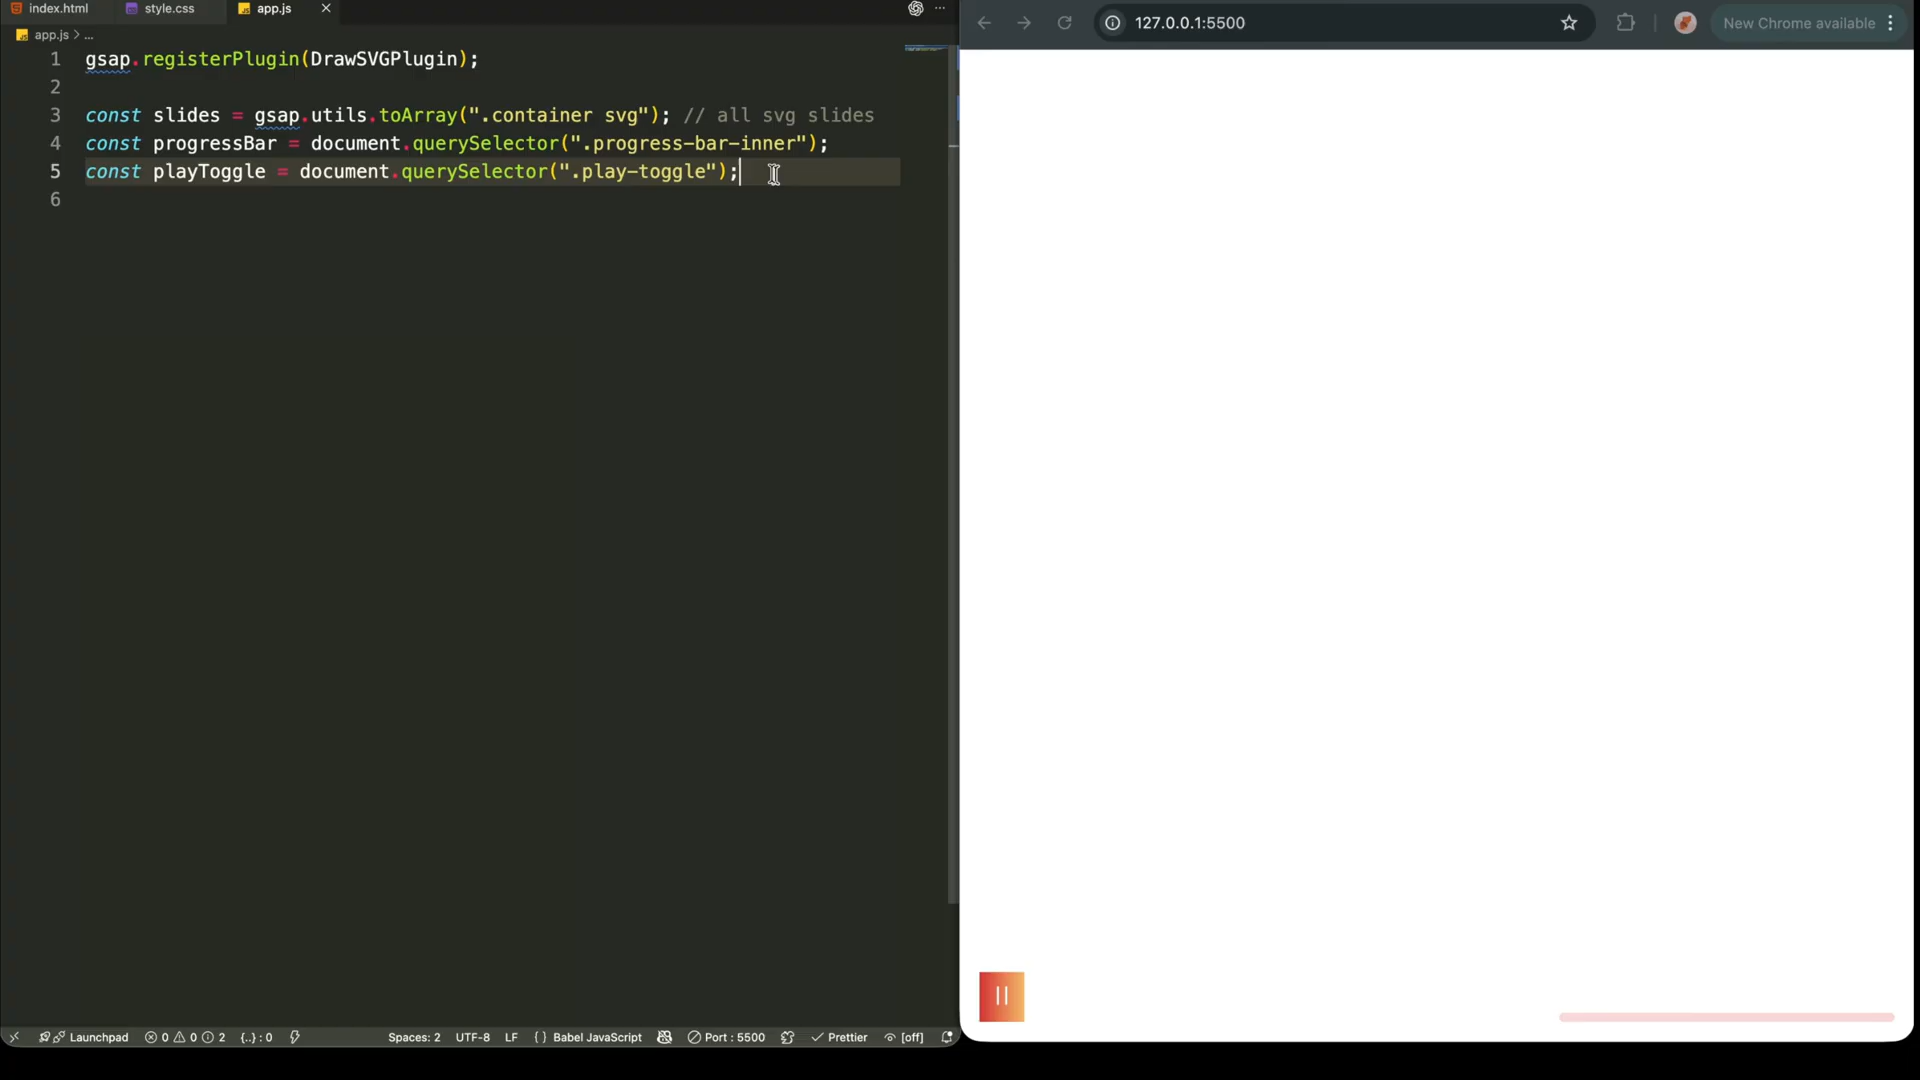 index.html style.css app.js
app.js > ...
1 gsap.registerPlugin(DrawSVGPlugin);
2
3 const slides = gsap.utils.toArray(".container svg"); // all svg slides
4 const progressBar = document.querySelector(".progress-bar-inner");
5 const playToggle = document.querySelector(".play-toggle");
6
Launchpad 0 0 2 {..} : 0 Spaces: 2 UTF-8 LF { } Babel JavaScript Port : 5500 Prettier [off]
127.0.0.1:5500 New Chrome available